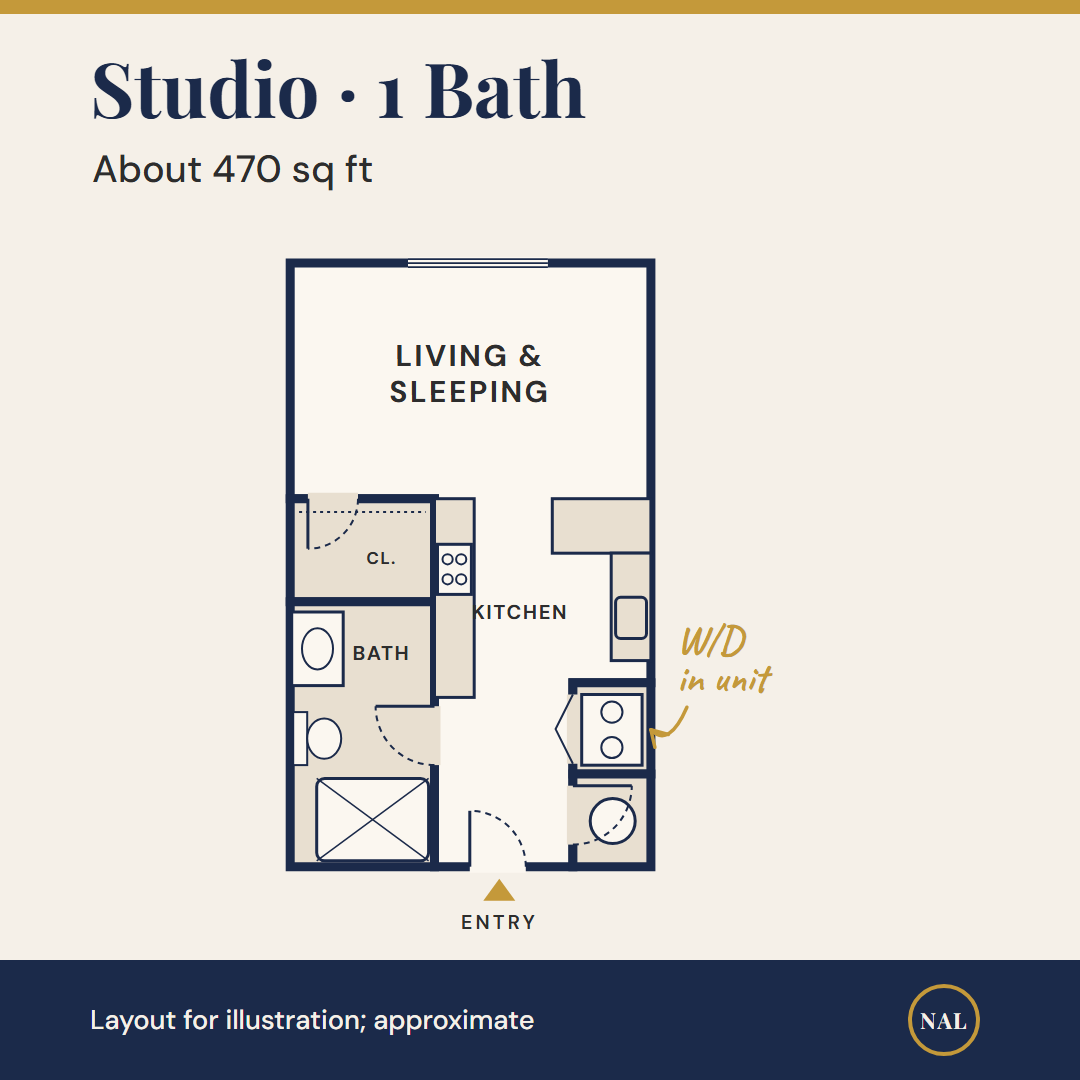 Studio · 1 Bath
About 470 sq ft
LIVING &
SLEEPING
CL.
KITCHEN
BATH
W/D
in unit
ENTRY
Layout for illustration; approximate
NAL